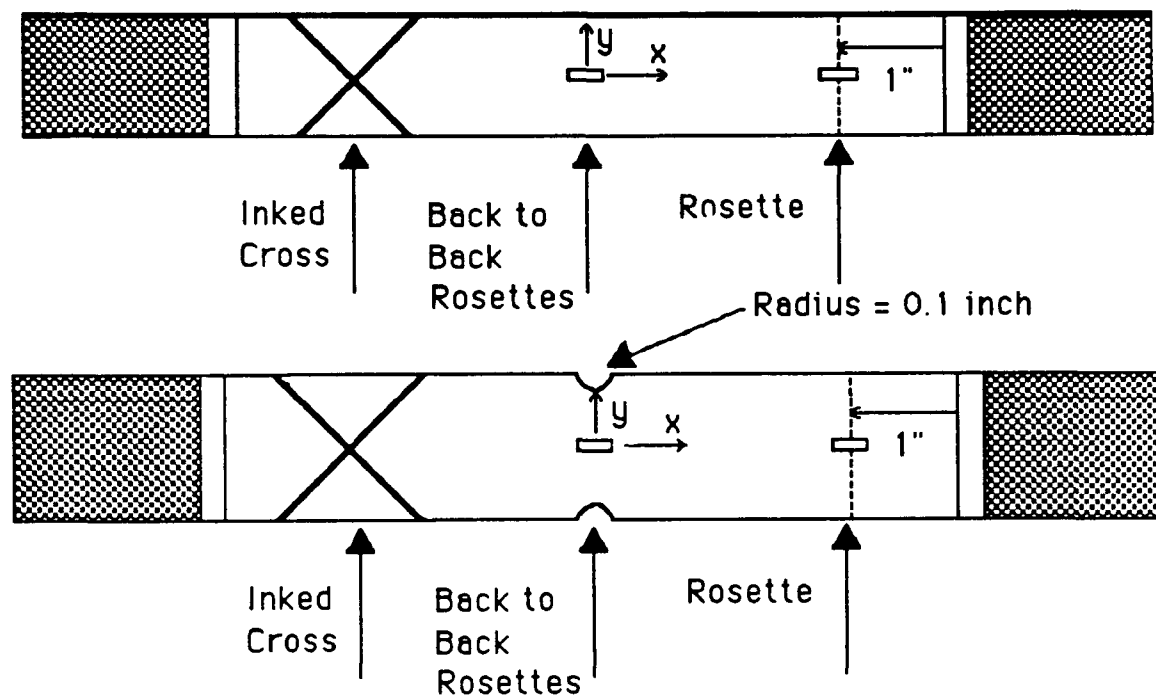 y
x
1"
Inked
Cross
Back to
Back
Rosettes
Rosette
Radius = 0.1 inch
y
x
1"
Inked
Cross
Back to
Back
Rosettes
Rosette